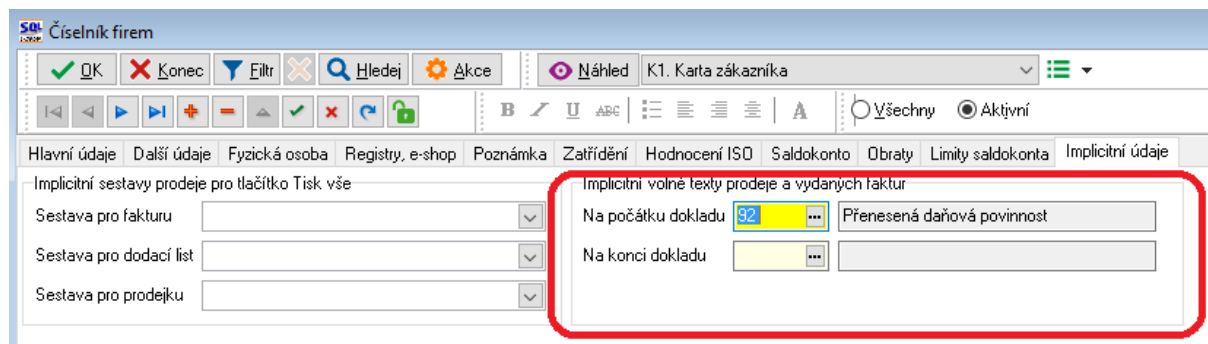 SQL Číselník firem
OK Konec Filtr Hledej Akce Náhled K1. Karta zákazníka
B I U ABC A Všechny Aktivní
Hlavní údaje Další údaje Fyzická osoba Registry, e-shop Poznámka Zatřídění Hodnocení ISO Saldokonto Obraty Limity saldokonta Implicitní údaje
Implicitní sestavy prodeje pro tlačítko Tisk vše Implicitní volné texty prodeje a vydaných faktur
Sestava pro fakturu Na počátku dokladu 92 ... Přenesená daňová povinnost
Sestava pro dodací list Na konci dokladu ...
Sestava pro prodejku